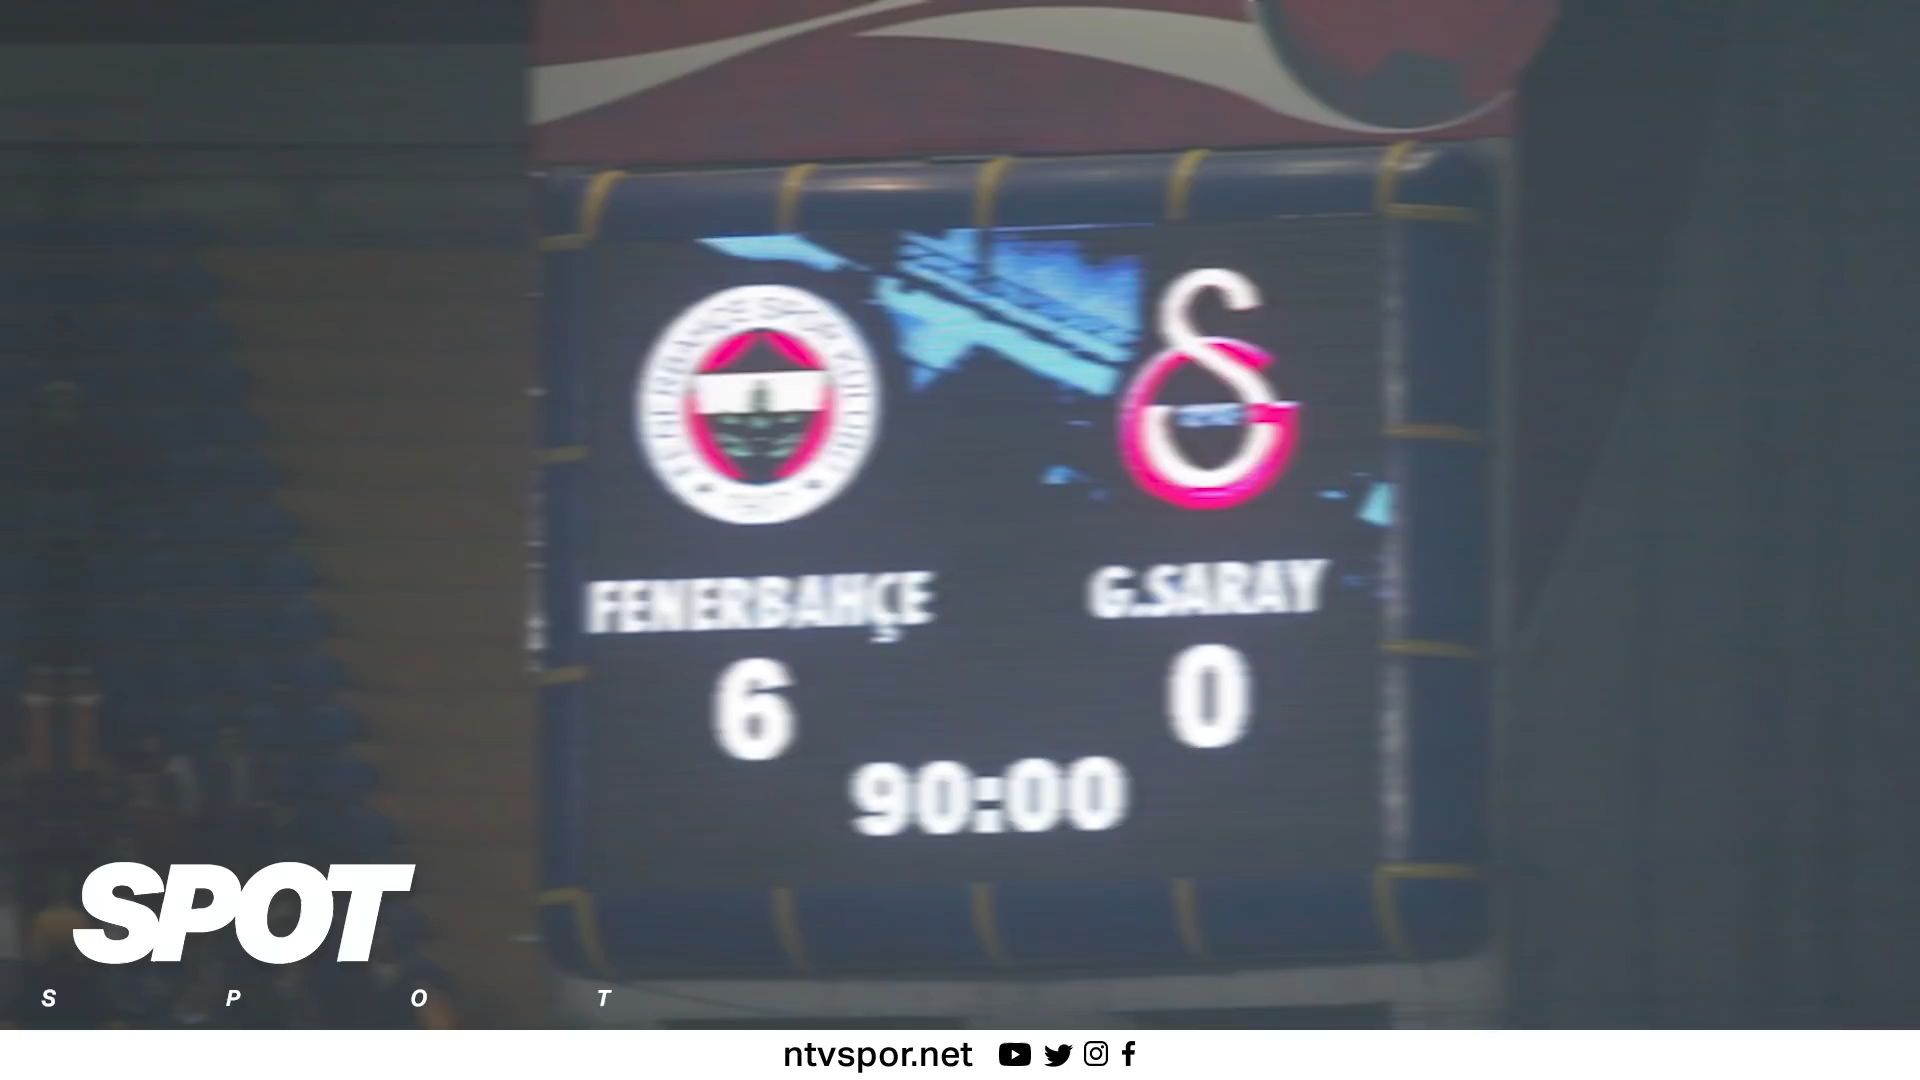 FENERBAHÇE
G.SARAY
6
0
90:00
SPOT
S P O T
ntvspor.net